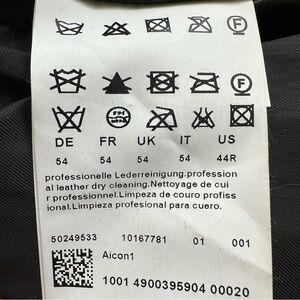 F
F
DE FR UK IT US
54 54 54 54 44R
professionelle Lederreinigung.profession
al leather dry cleaning.Nettoyage de cui
r professionnel.Limpeza de couro profiss
ional.Limpieza profesional para cuero.
50249533 10167781 01 001
Aicon1
1001 4900395904 00020